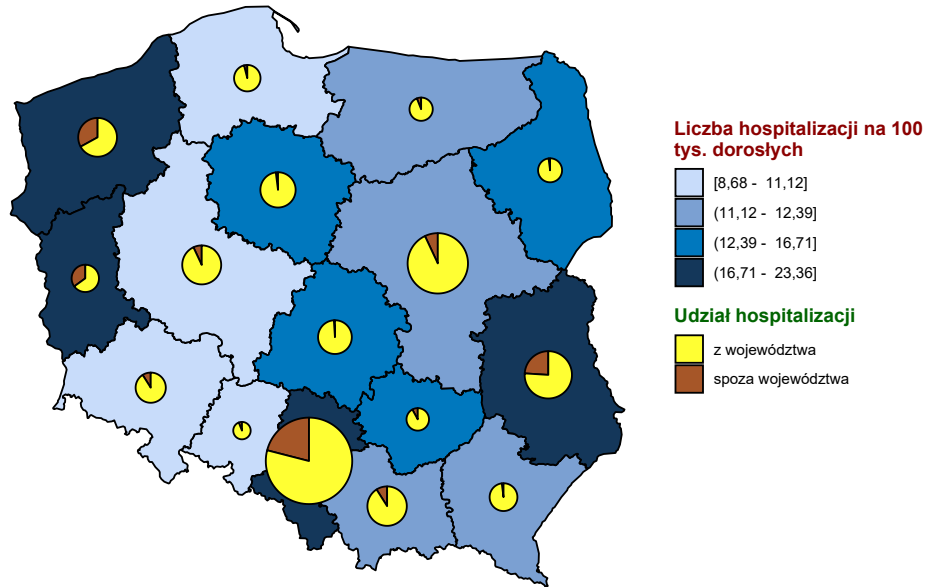 Liczba hospitalizacji na 100
tys. dorosłych
[8,68 - 11,12]
(11,12 - 12,39]
(12,39 - 16,71]
(16,71 - 23,36]
Udział hospitalizacji
z województwa
spoza województwa